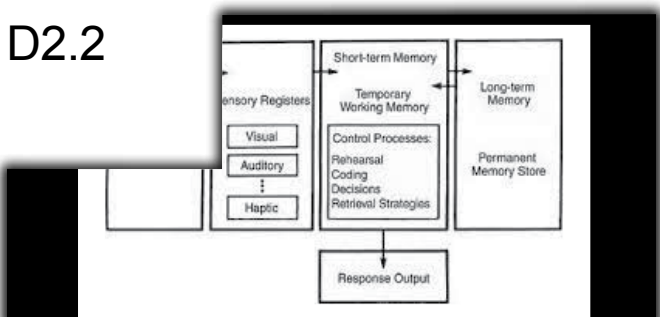 D2.2
Short-term Memory
ensory Registers
Temporary
Working Memory
Long-term
Memory
Visual
Auditory
Haptic
Control Processes:
Rehearsal
Coding
Decisions
Retrieval Strategies
Permanent
Memory Store
Response Output